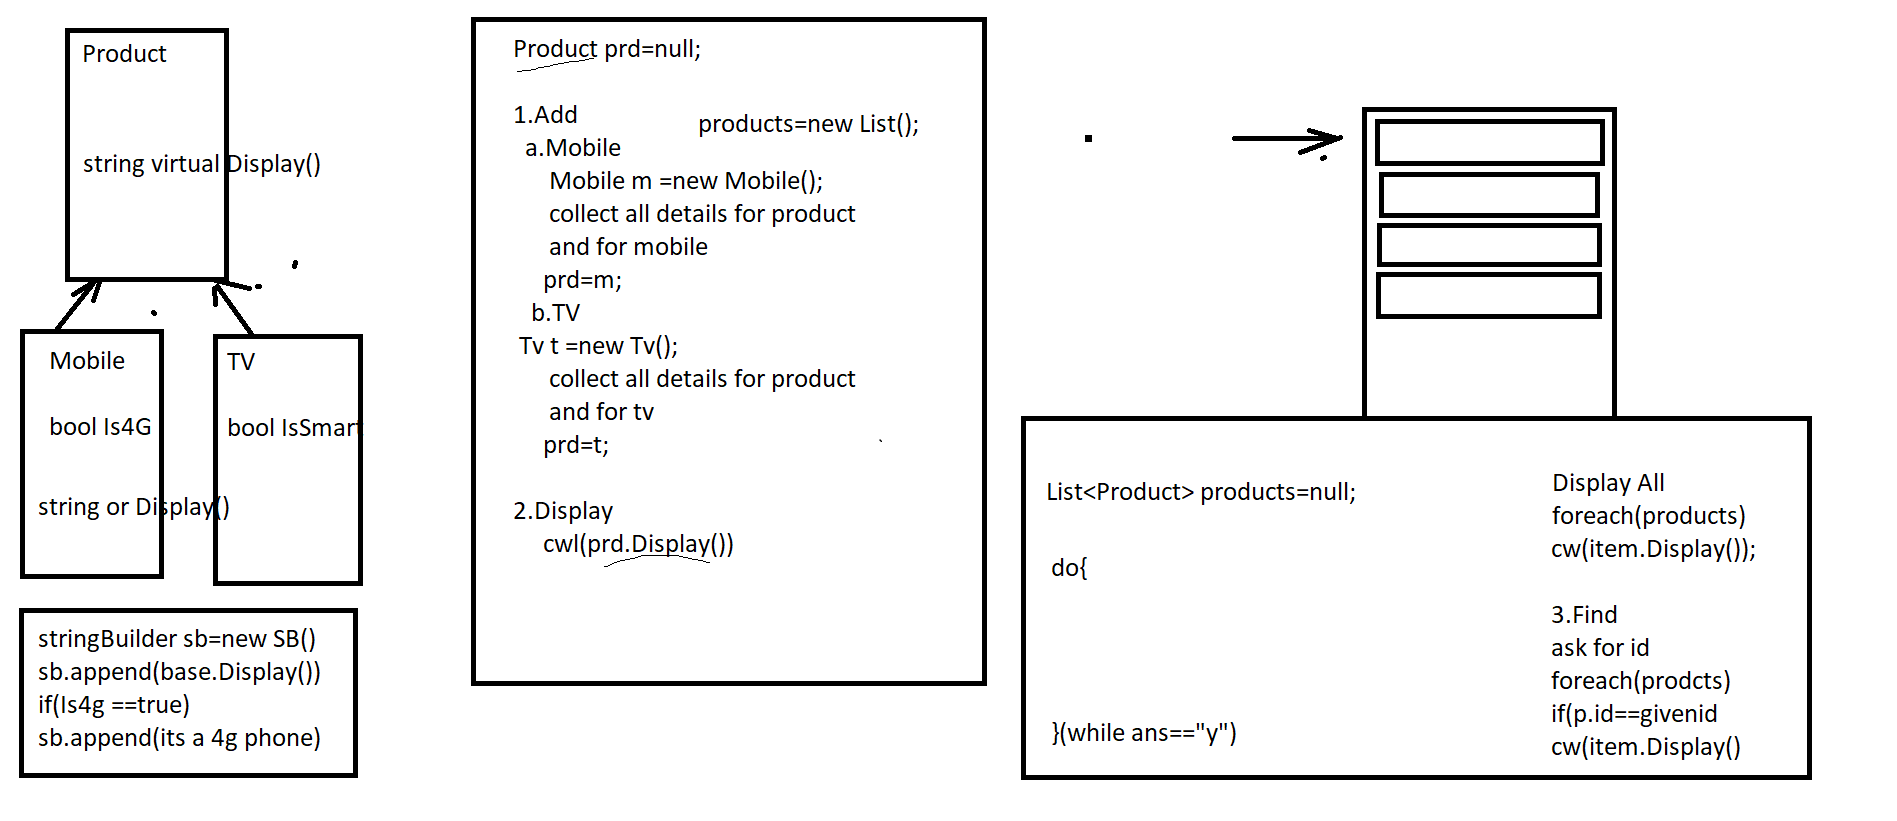 Product
string virtual Display()
Mobile
bool Is4G
string or Display()
TV
bool IsSmart
stringBuilder sb=new SB()
sb.append(base.Display())
if(Is4g ==true)
sb.append(its a 4g phone)
Product prd=null;
1.Add
products=new List();
a.Mobile
Mobile m =new Mobile();
collect all details for product
and for mobile
prd=m;
b.TV
Tv t =new Tv();
collect all details for product
and for tv
prd=t;
2.Display
cwl(prd.Display())
List<Product> products=null;
do{
}(while ans=="y")
Display All
foreach(products)
cw(item.Display());
3.Find
ask for id
foreach(prodcts)
if(p.id==givenid
cw(item.Display()